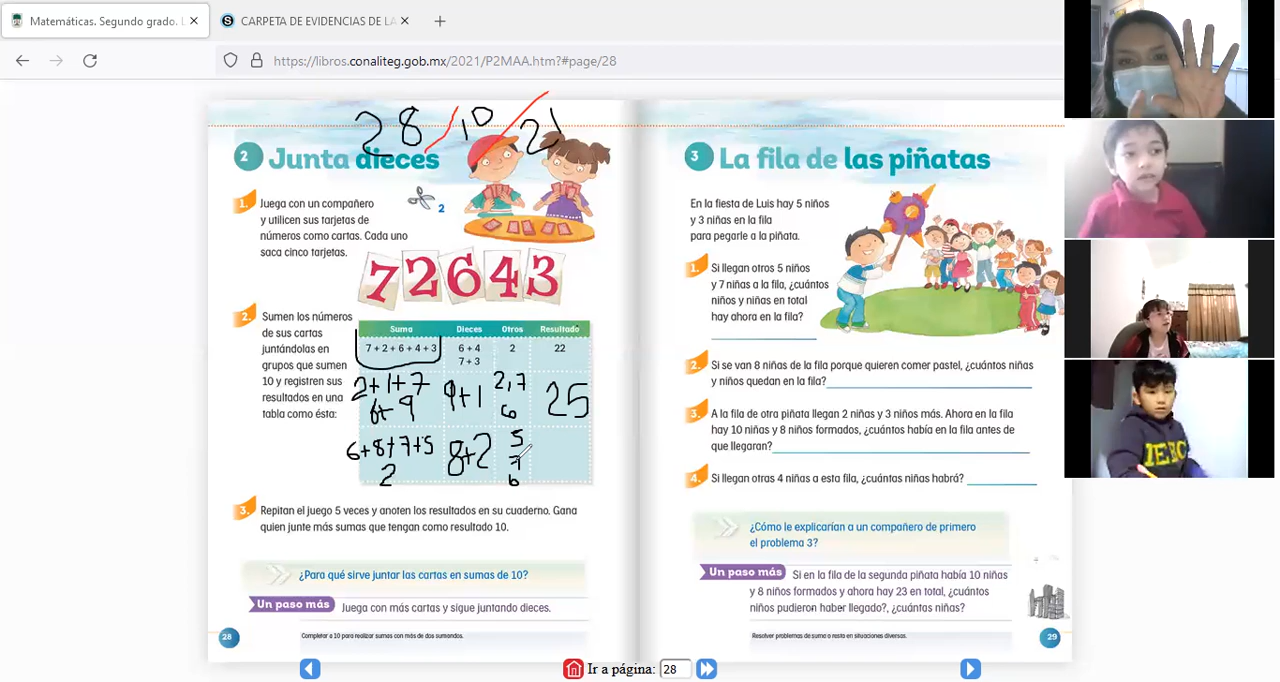 Matemáticas. Segundo grado.
CARPETA DE EVIDENCIAS DE LA
https://libros.conaliteg.gob.mx/2021/P2MAA.htm?#page/28
28 / 10 / 21
2 Junta dieces
1. Juega con un compañero
y utilicen sus tarjetas de
números como cartas. Cada uno
saca cinco tarjetas.
2
7 2 6 4 3
2. Sumen los números
de sus cartas
juntándolas en
grupos que sumen
10 y registren sus
resultados en una
tabla como ésta:
Suma Dieces Otros Resultado
7 + 2 + 6 + 4 + 3 6 + 4 2 22
7 + 3
2+1+7 9+1 2,7 25
6+9 6
6+8+7+5 8+2 5
2 7
6
3. Repitan el juego 5 veces y anoten los resultados en su cuaderno. Gana
quien junte más sumas que tengan como resultado 10.
¿Para qué sirve juntar las cartas en sumas de 10?
Un paso más Juega con más cartas y sigue juntando dieces.
28 Completar a 10 para realizar sumas con más de dos sumandos.
3 La fila de las piñatas
En la fiesta de Luis hay 5 niños
y 3 niñas en la fila
para pegarle a la piñata.
1. Si llegan otros 5 niños
y 7 niñas a la fila, ¿cuántos
niños y niñas en total
hay ahora en la fila?
2. Si se van 8 niñas de la fila porque quieren comer pastel, ¿cuántos niñas
y niños quedan en la fila?
3. A la fila de otra piñata llegan 2 niñas y 3 niños más. Ahora en la fila
hay 10 niñas y 8 niños formados, ¿cuántos había en la fila antes de
que llegaran?
4. Si llegan otras 4 niñas a esta fila, ¿cuántas niñas habrá?
¿Cómo le explicarían a un compañero de primero
el problema 3?
Un paso más Si en la fila de la segunda piñata había 10 niñas
y 8 niños formados y ahora hay 23 en total, ¿cuántos
niños pudieron haber llegado?, ¿cuántas niñas?
Resolver problemas de suma o resta en situaciones diversas. 29
Ir a página: 28